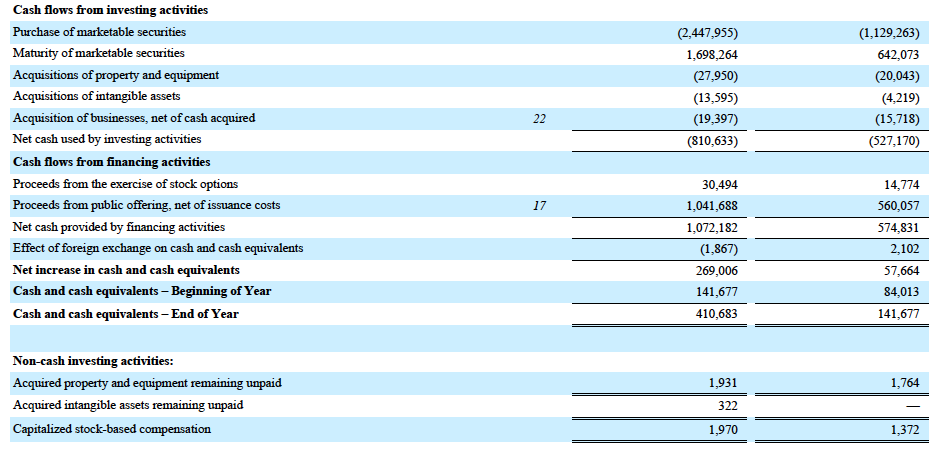 Cash flows from investing activities
Purchase of marketable securities (2,447,955) (1,129,263)
Maturity of marketable securities 1,698,264 642,073
Acquisitions of property and equipment (27,950) (20,043)
Acquisitions of intangible assets (13,595) (4,219)
Acquisition of businesses, net of cash acquired 22 (19,397) (15,718)
Net cash used by investing activities (810,633) (527,170)
Cash flows from financing activities
Proceeds from the exercise of stock options 30,494 14,774
Proceeds from public offering, net of issuance costs 17 1,041,688 560,057
Net cash provided by financing activities 1,072,182 574,831
Effect of foreign exchange on cash and cash equivalents (1,867) 2,102
Net increase in cash and cash equivalents 269,006 57,664
Cash and cash equivalents – Beginning of Year 141,677 84,013
Cash and cash equivalents – End of Year 410,683 141,677
Non-cash investing activities:
Acquired property and equipment remaining unpaid 1,931 1,764
Acquired intangible assets remaining unpaid 322 —
Capitalized stock-based compensation 1,970 1,372